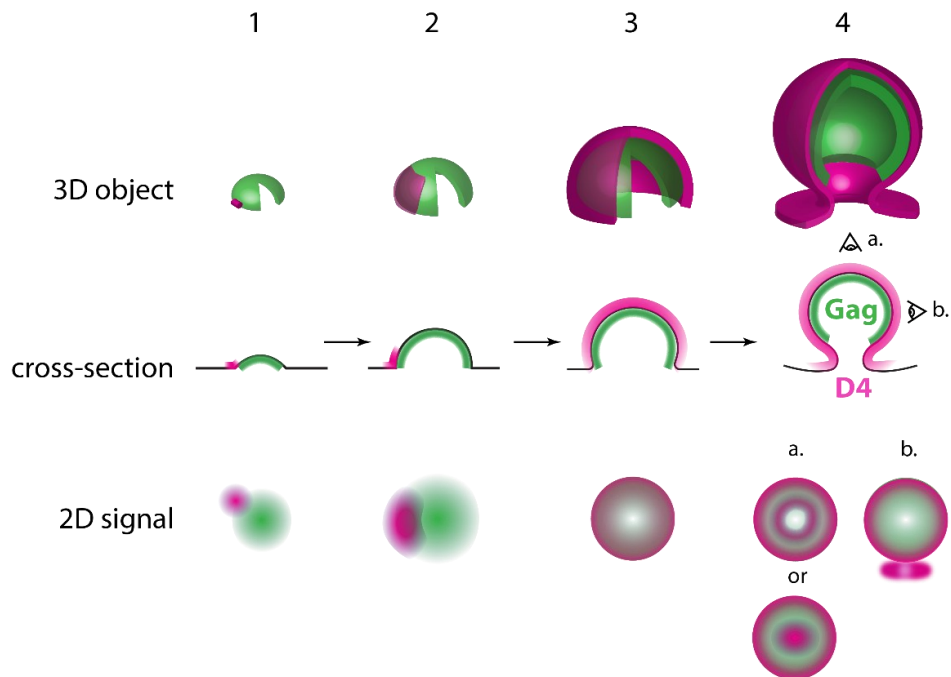 1 2 3 4
3D object
a.
Gag b.
cross-section
D4
a. b.
2D signal
or